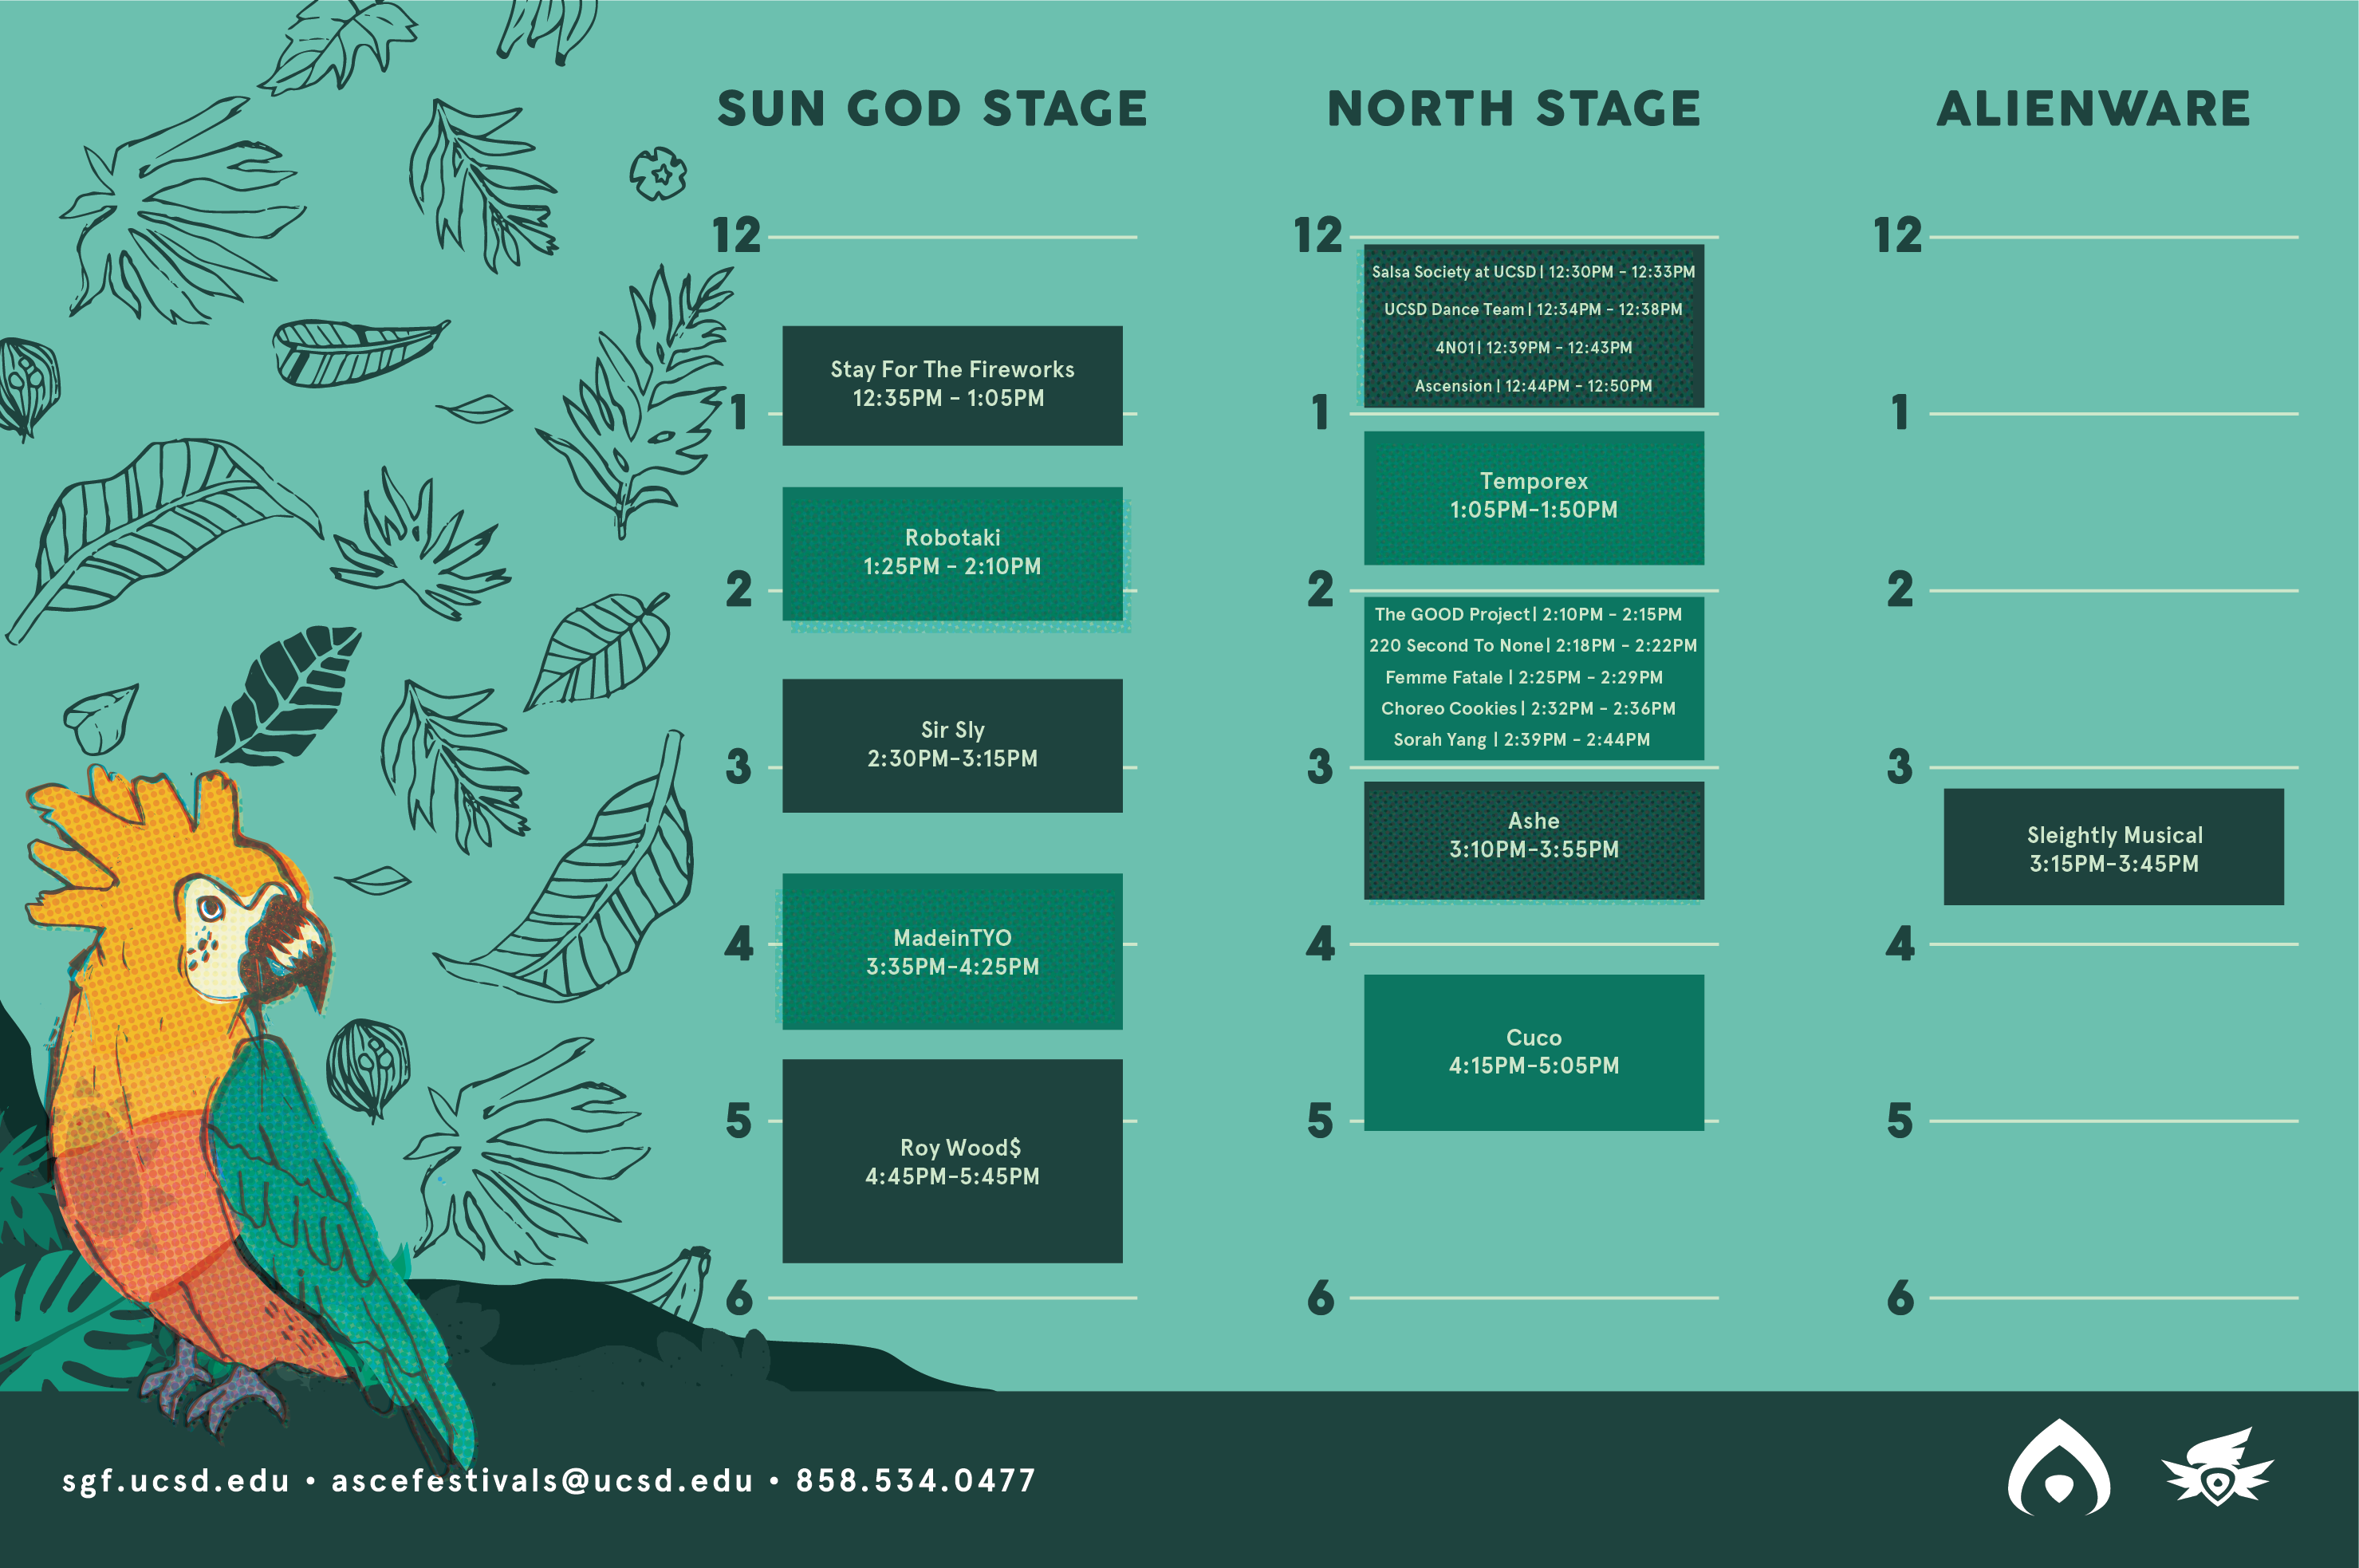 SUN GOD STAGE
12
1
2
3
4
5
6
Stay For The Fireworks
12:35PM - 1:05PM
Robotaki
1:25PM - 2:10PM
Sir Sly
2:30PM-3:15PM
MadeinTYO
3:35PM-4:25PM
Roy Wood$
4:45PM-5:45PM
NORTH STAGE
12
1
2
3
4
5
6
Salsa Society at UCSD | 12:30PM - 12:33PM
UCSD Dance Team | 12:34PM - 12:38PM
4N01 | 12:39PM - 12:43PM
Ascension | 12:44PM - 12:50PM
Temporex
1:05PM-1:50PM
The GOOD Project | 2:10PM - 2:15PM
220 Second To None | 2:18PM - 2:22PM
Femme Fatale | 2:25PM - 2:29PM
Choreo Cookies | 2:32PM - 2:36PM
Sorah Yang | 2:39PM - 2:44PM
Ashe
3:10PM-3:55PM
Cuco
4:15PM-5:05PM
ALIENWARE
12
1
2
3
4
5
6
Sleightly Musical
3:15PM-3:45PM
sgf.ucsd.edu • ascefestivals@ucsd.edu • 858.534.0477